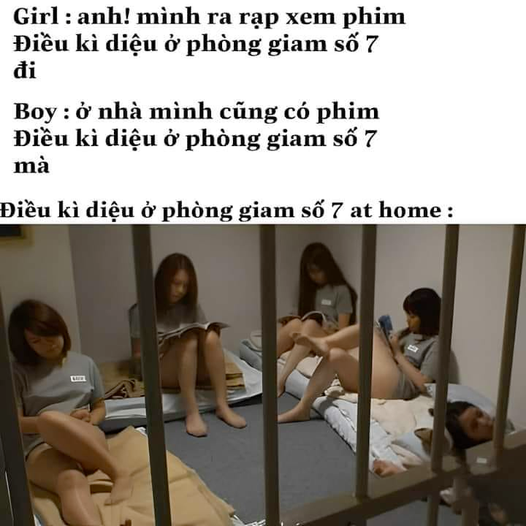 Girl : anh! mình ra rạp xem phim
Điều kì diệu ở phòng giam số 7
đi
Boy : ở nhà mình cũng có phim
Điều kì diệu ở phòng giam số 7
mà
Điều kì diệu ở phòng giam số 7 at home :